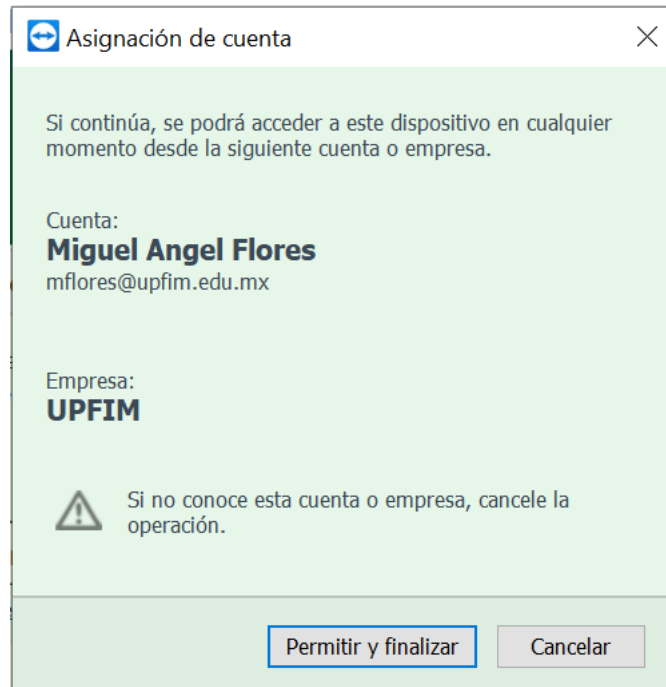 Asignación de cuenta
Si continúa, se podrá acceder a este dispositivo en cualquier
momento desde la siguiente cuenta o empresa.
Cuenta:
Miguel Angel Flores
mflores@upfim.edu.mx
Empresa:
UPFIM
Si no conoce esta cuenta o empresa, cancele la
operación.
Permitir y finalizar
Cancelar